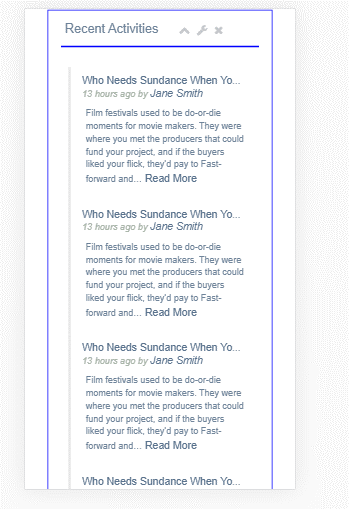 Recent Activities
Who Needs Sundance When Yo...
13 hours ago by Jane Smith
Film festivals used to be do-or-die
moments for movie makers. They were
where you met the producers that could
fund your project, and if the buyers
liked your flick, they'd pay to Fast-
forward and... Read More
Who Needs Sundance When Yo...
13 hours ago by Jane Smith
Film festivals used to be do-or-die
moments for movie makers. They were
where you met the producers that could
fund your project, and if the buyers
liked your flick, they'd pay to Fast-
forward and... Read More
Who Needs Sundance When Yo...
13 hours ago by Jane Smith
Film festivals used to be do-or-die
moments for movie makers. They were
where you met the producers that could
fund your project, and if the buyers
liked your flick, they'd pay to Fast-
forward and... Read More
Who Needs Sundance When Yo...